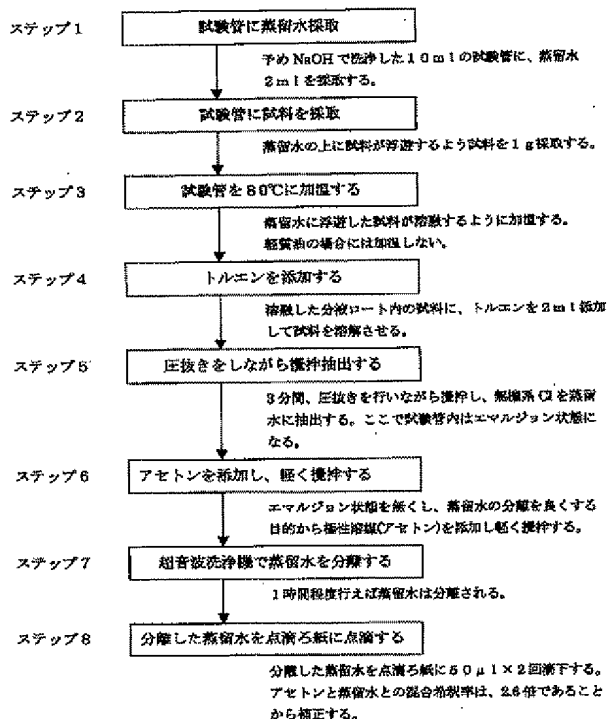 ステップ1
試験管に蒸留水採取
予め NaOH で洗浄した10mlの試験管に、蒸留水
2mlを採取する。
ステップ2
試験管に試料を採取
蒸留水の上に試料が浮遊するよう試料を1g採取する。
ステップ3
試験管を80℃に加温する
蒸留水に浮遊した試料が溶融するように加温する。
軽質油の場合には加温しない。
ステップ4
トルエンを添加する
溶融した分液ロート内の試料に、トルエンを2ml添加
して試料を溶解させる。
ステップ5
圧抜きをしながら攪拌抽出する
3分間、圧抜きを行いながら攪拌し、無機系 Cl を蒸留
水に抽出する。ここで試験管内はエマルジョン状態に
なる。
ステップ6
アセトンを添加し、軽く攪拌する
エマルジョン状態を無くし、蒸留水の分離を良くする
目的から極性溶媒(アセトン)を添加し軽く攪拌する。
ステップ7
超音波洗浄機で蒸留水を分離する
1時間程度行えば蒸留水は分離される。
ステップ8
分離した蒸留水を点滴ろ紙に点滴する
分離した蒸留水を点滴ろ紙に50μl×2回滴下する。
アセトンと蒸留水との混合希釈率は、2.6倍であること
から補正する。